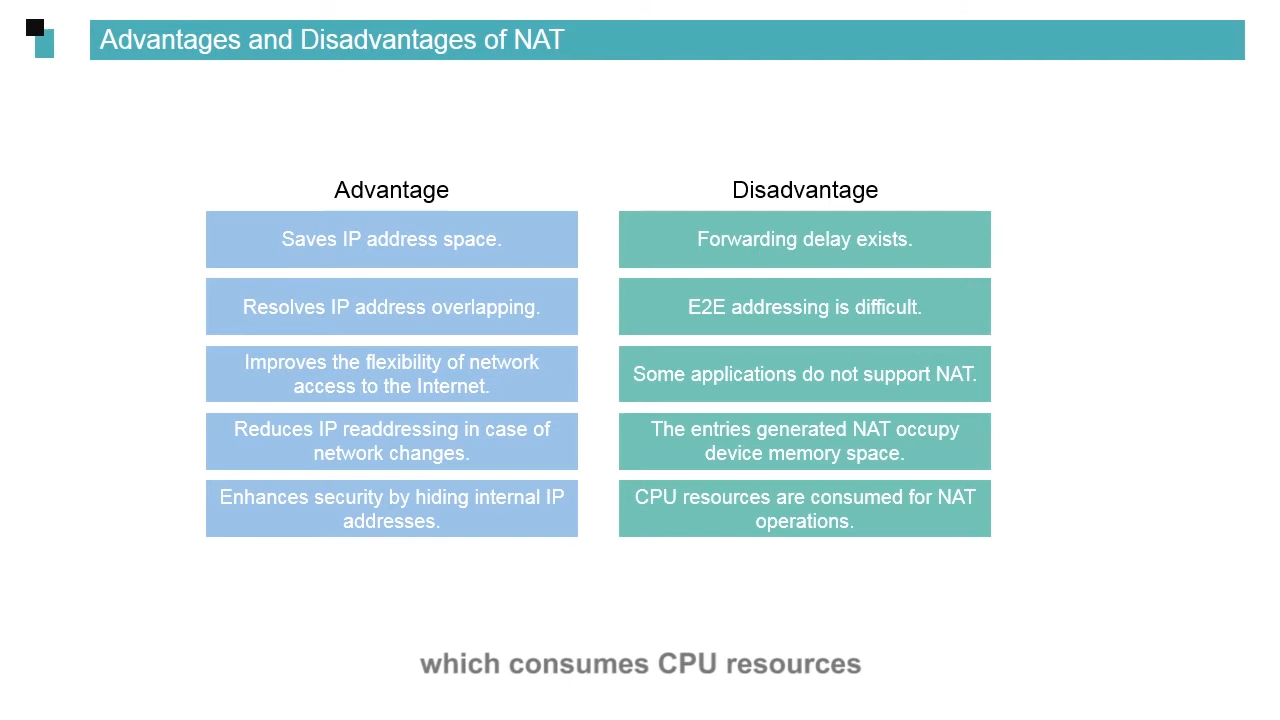 Advantages and Disadvantages of NAT
Advantage
Saves IP address space.
Resolves IP address overlapping.
Improves the flexibility of network
access to the Internet.
Reduces IP readdressing in case of
network changes.
Enhances security by hiding internal IP
addresses.
Disadvantage
Forwarding delay exists.
E2E addressing is difficult.
Some applications do not support NAT.
The entries generated NAT occupy
device memory space.
CPU resources are consumed for NAT
operations.
which consumes CPU resources